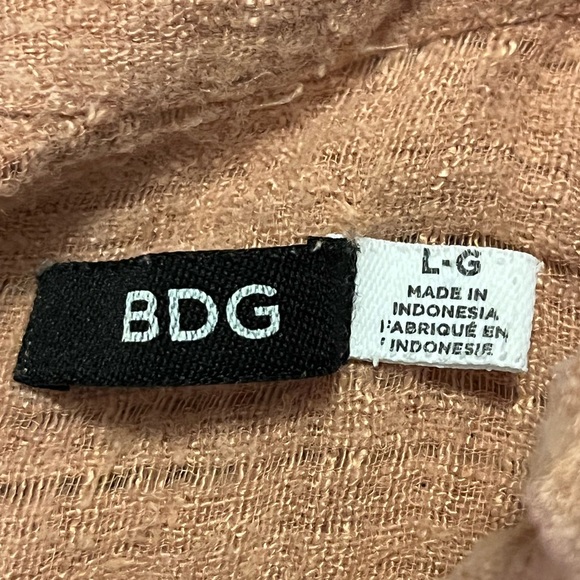 BDG
L-G
MADE IN
INDONESIA
FABRIQUÉ EN
INDONESIE